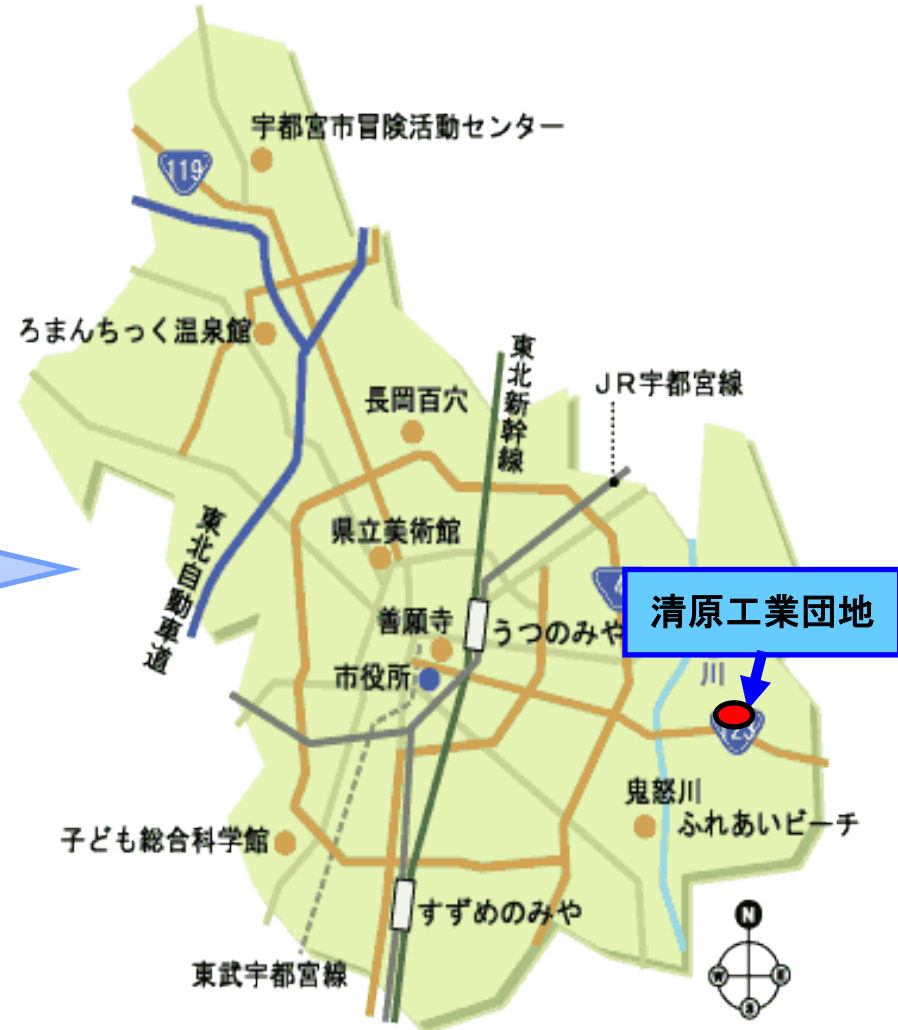 宇都宮市冒険活動センター
119
ろまんちっく温泉館
東北新幹線
JR宇都宮線
長岡百穴
県立美術館
東北自動車道
清原工業団地
善願寺
うつのみや
市役所
川
鬼怒川
ふれあいビーチ
子ども総合科学館
すずめのみや
東武宇都宮線
N
W
E
S